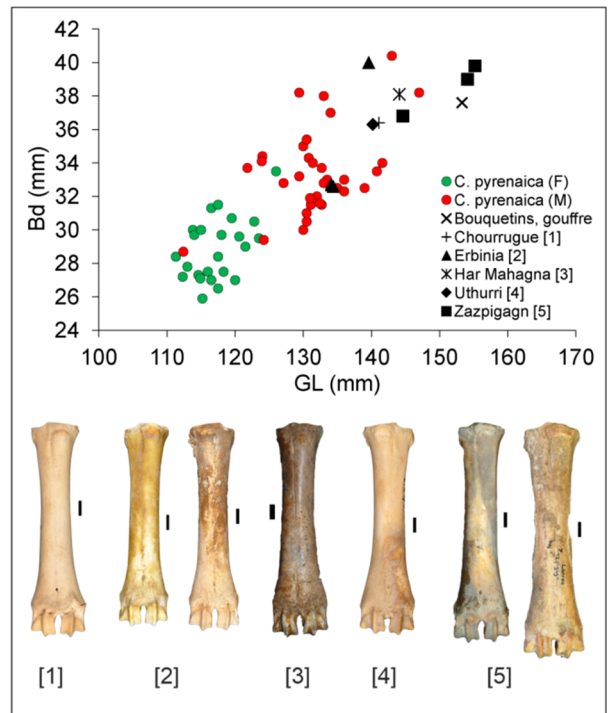 42
40
38
36
34
32
30
28
26
24
Bd (mm)
100 110 120 130 140 150 160 170
GL (mm)
C. pyrenaica (F)
C. pyrenaica (M)
Bouquetins, gouffre
Chourrugue [1]
Erbinia [2]
Har Mahagna [3]
Uthurri [4]
Zazpigagn [5]
[1] [2] [3] [4] [5]